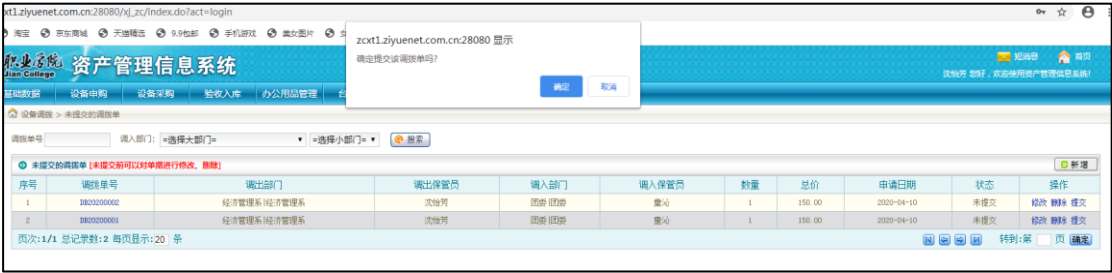 xt1.ziyuenet.com.cn:28080/xj_zc/index.do?act=login
淘宝 京东商城 天猫精选 9.9包邮 手机游戏 美女图片
zcxt1.ziyuenet.com.cn:28080 显示
确定提交该调拨单吗?
确定 取消
职业学院 资产管理信息系统
Jian College
短消息 首页
沈怡芳 您好，欢迎使用资产管理信息系统!
基础数据 设备申购 设备采购 验收入库 办公用品管理
设备调拨 > 未提交的调拨单
调拨单号 调入部门: =选择大部门= =选择小部门= 搜索
未提交的调拨单 [未提交前可以对单据进行修改、删除] 新增
序号 调拨单号 调出部门 调出保管员 调入部门 调入保管员 数量 总价 申请日期 状态 操作
1 DB20200002 经济管理系|经济管理系 沈怡芳 团委|团委 童沁 1 150.00 2020-04-10 未提交 修改 删除 提交
2 DB20200001 经济管理系|经济管理系 沈怡芳 团委|团委 童沁 1 150.00 2020-04-10 未提交 修改 删除 提交
页次:1/1 总记录数:2 每页显示:20 条 转到:第 页 确定